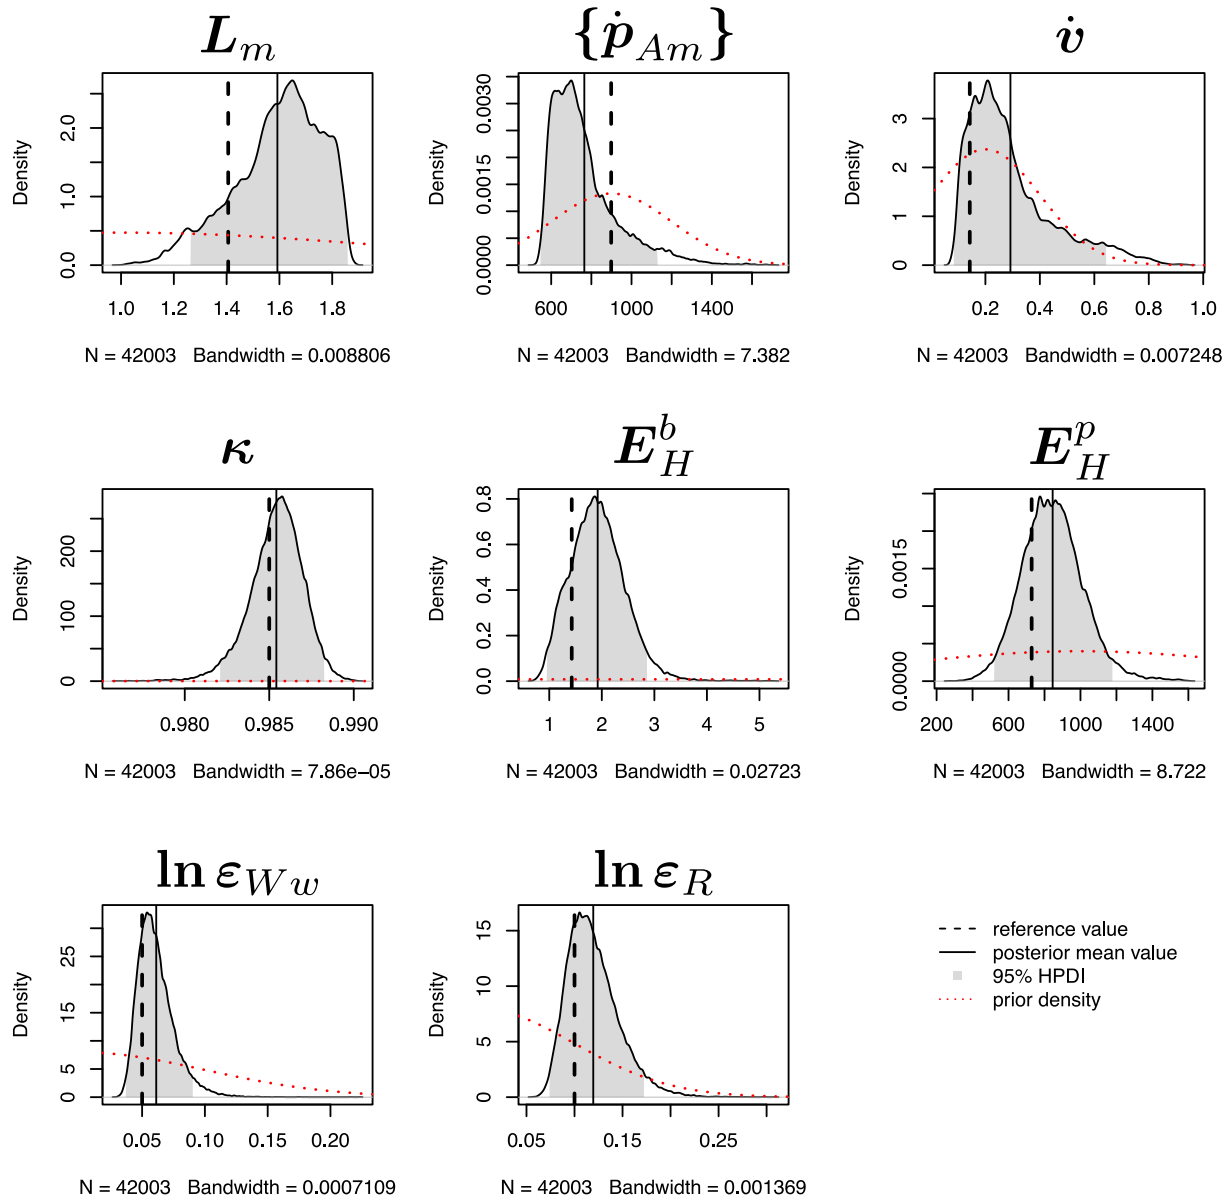 L_m {ṗ_Am} v̇
Density
0.0 1.0 2.0
1.0 1.2 1.4 1.6 1.8
N = 42003 Bandwidth = 0.008806
Density
0.0000 0.0015 0.0030
600 1000 1400
N = 42003 Bandwidth = 7.382
Density
0 1 2 3
0.2 0.4 0.6 0.8 1.0
N = 42003 Bandwidth = 0.007248
κ E_H^b E_H^p
Density
0 100 200
0.980 0.985 0.990
N = 42003 Bandwidth = 7.86e−05
Density
0.0 0.2 0.4 0.6 0.8
1 2 3 4 5
N = 42003 Bandwidth = 0.02723
Density
0.0000 0.0015
200 600 1000 1400
N = 42003 Bandwidth = 8.722
ln ε_Ww ln ε_R
Density
0 5 15 25
0.05 0.10 0.15 0.20
N = 42003 Bandwidth = 0.0007109
Density
0 5 10 15
0.05 0.15 0.25
N = 42003 Bandwidth = 0.001369
reference value
posterior mean value
95% HPDI
prior density